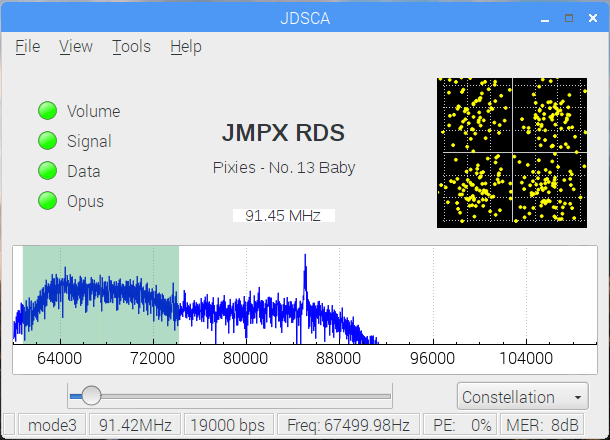 JDSCA
File View Tools Help
Volume
Signal
Data
Opus
JMPX RDS
Pixies - No. 13 Baby
91.45 MHz
64000 72000 80000 88000 96000 104000
Constellation
mode3 91.42MHz 19000 bps Freq: 67499.98Hz PE: 0% MER: 8dB